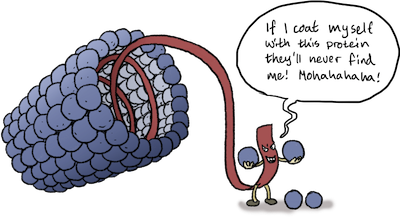 If I coat myself
with this protein
they'll never find
me! Mohahahaha!